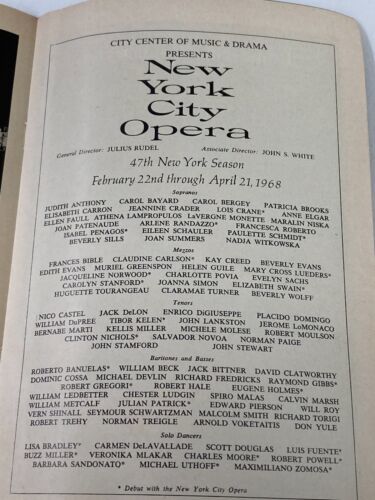 CITY CENTER OF MUSIC & DRAMA
PRESENTS
New
York
City
Opera
General Director: JULIUS RUDEL Associate Director: JOHN S. WHITE
47th New York Season
February 22nd through April 21, 1968
Sopranos
JUDITH ANTHONY CAROL BAYARD CAROL BERGEY PATRICIA BROOKS
ELISABETH CARRON JEANNINE CRADER LOIS CRANE* ANNE ELGAR
ELLEN FAULL ATHENA LAMPROPULOS LaVERGNE MONETTE MARALIN NISKA
JOAN PATENAUDE ARLENE RANDAZZO* FRANCESCA ROBERTO
ISABEL PENAGOS* EILEEN SCHAULER PAULETTE SCHMIDT*
BEVERLY SILLS JOAN SUMMERS NADJA WITKOWSKA
Mezzos
FRANCES BIBLE CLAUDINE CARLSON* KAY CREED BEVERLY EVANS
EDITH EVANS MURIEL GREENSPON HELEN GUILE MARY CROSS LUEDERS*
JACQUELINE NORWOOD* CHARLOTTE POVIA EVELYN SACHS
CAROLYN STANFORD* JOANNA SIMON ELIZABETH SWAIN*
HUGUETTE TOURANGEAU CLARAMAE TURNER BEVERLY WOLFF
Tenors
NICO CASTEL JACK DeLON ENRICO DiGIUSEPPE PLACIDO DOMINGO
WILLIAM DuPREE TIBOR KELEN* JOHN LANKSTON JEROME LoMONACO
BERNABE MARTI KELLIS MILLER MICHELE MOLESE ROBERT MOULSON
CLINTON NICHOLS* SALVADOR NOVOA NORMAN PAIGE
JOHN STAMFORD JOHN STEWART
Baritones and Basses
ROBERTO BANUELAS* WILLIAM BECK JACK BITTNER DAVID CLATWORTHY
DOMINIC COSSA MICHAEL DEVLIN RICHARD FREDRICKS RAYMOND GIBBS*
ROBERT GREGORI* ROBERT HALE EUGENE HOLMES*
WILLIAM LEDBETTER CHESTER LUDGIN SPIRO MALAS CALVIN MARSH
WILLIAM METCALF JULIAN PATRICK* EDWARD PIERSON WILL ROY
VERN SHINALL SEYMOUR SCHWARTZMAN MALCOLM SMITH RICHARD TORIGI
ROBERT TREHY NORMAN TREIGLE ARNOLD VOKETAITIS DON YULE
Solo Dancers
LISA BRADLEY* CARMEN DeLAVALLADE SCOTT DOUGLAS LUIS FUENTE*
BUZZ MILLER* VERONIKA MLAKAR CHARLES MOORE* ROBERT POWELL*
BARBARA SANDONATO* MICHAEL UTHOFF* MAXIMILIANO ZOMOSA*
* Debut with the New York City Opera